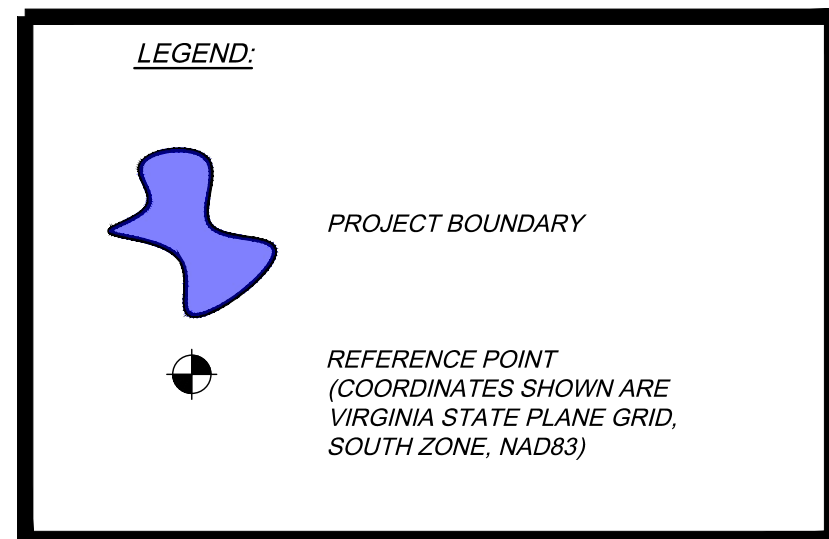 LEGEND:
PROJECT BOUNDARY
REFERENCE POINT
(COORDINATES SHOWN ARE
VIRGINIA STATE PLANE GRID,
SOUTH ZONE, NAD83)